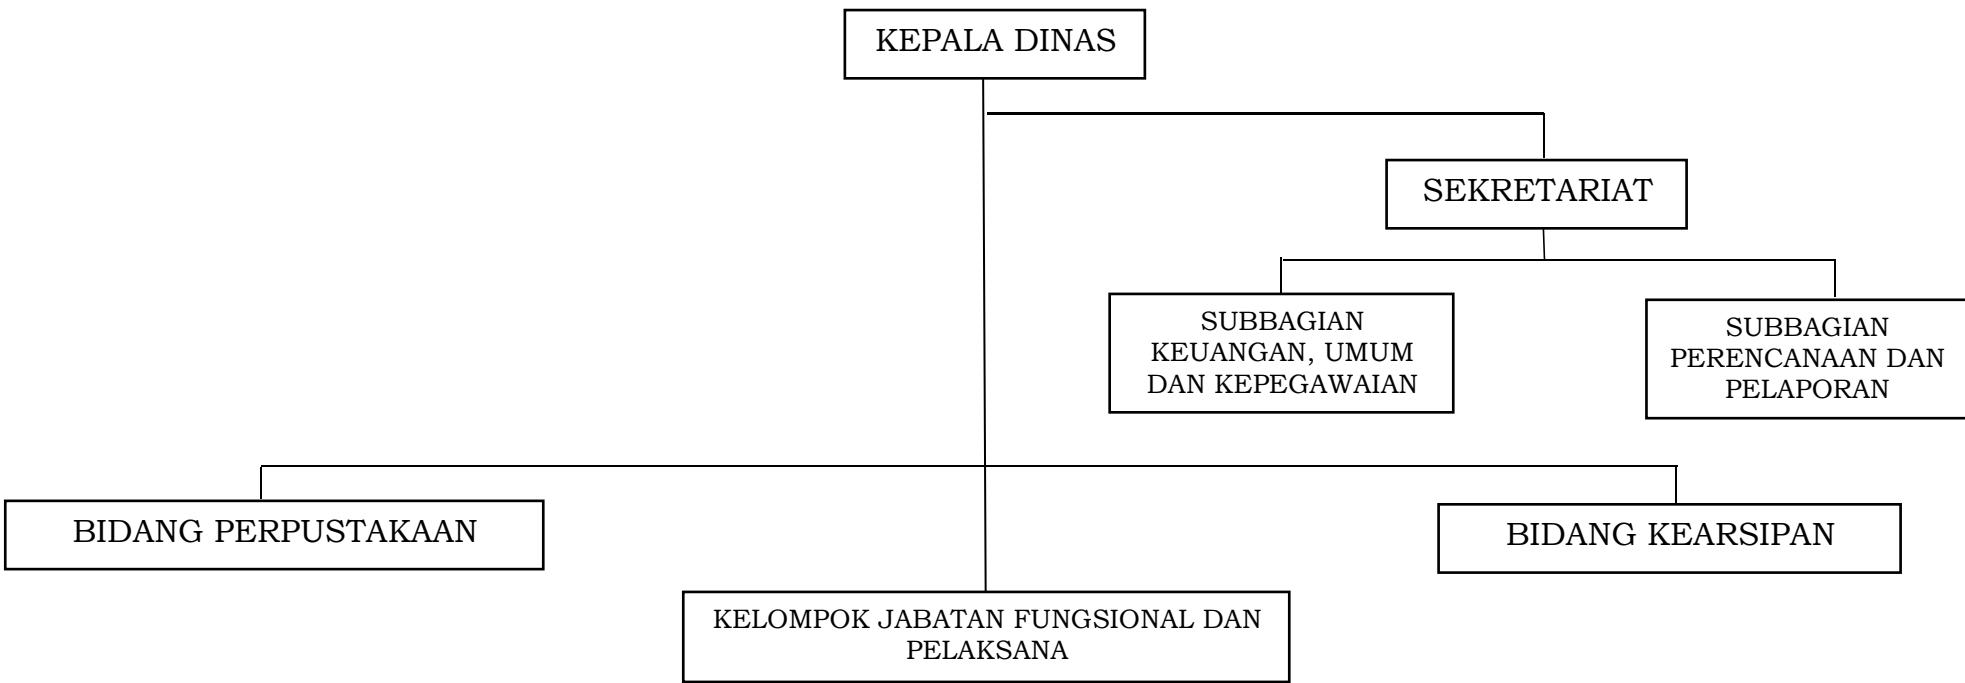 KEPALA DINAS
SEKRETARIAT
SUBBAGIAN
KEUANGAN, UMUM
DAN KEPEGAWAIAN
SUBBAGIAN
PERENCANAAN DAN
PELAPORAN
BIDANG PERPUSTAKAAN
BIDANG KEARSIPAN
KELOMPOK JABATAN FUNGSIONAL DAN
PELAKSANA